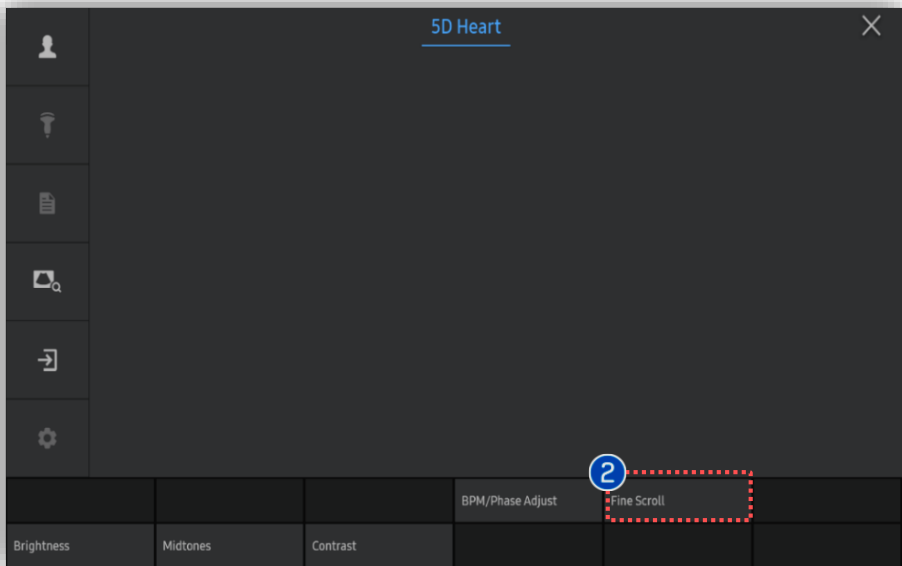 5D Heart
2
BPM/Phase Adjust
Fine Scroll
Brightness
Midtones
Contrast